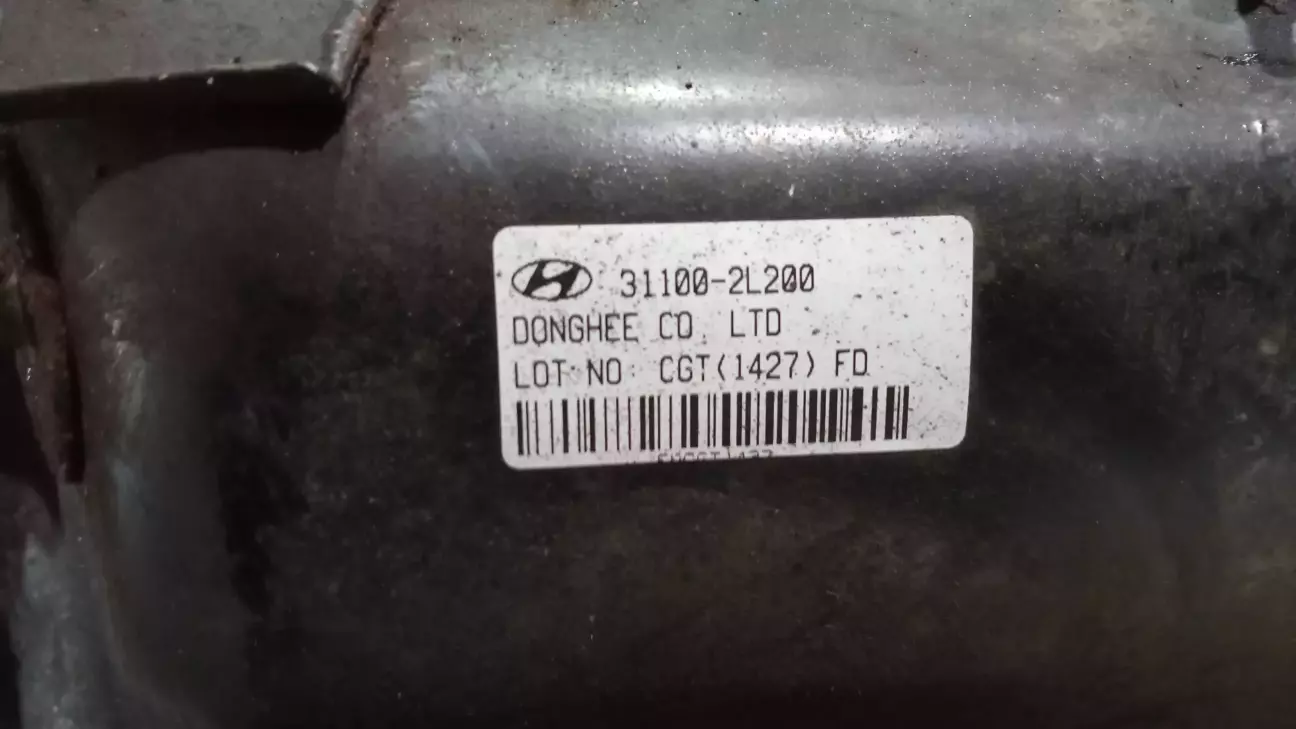 31100-2L200
DONGHEE CO. LTD
LOT NO: CGT(1427) FD